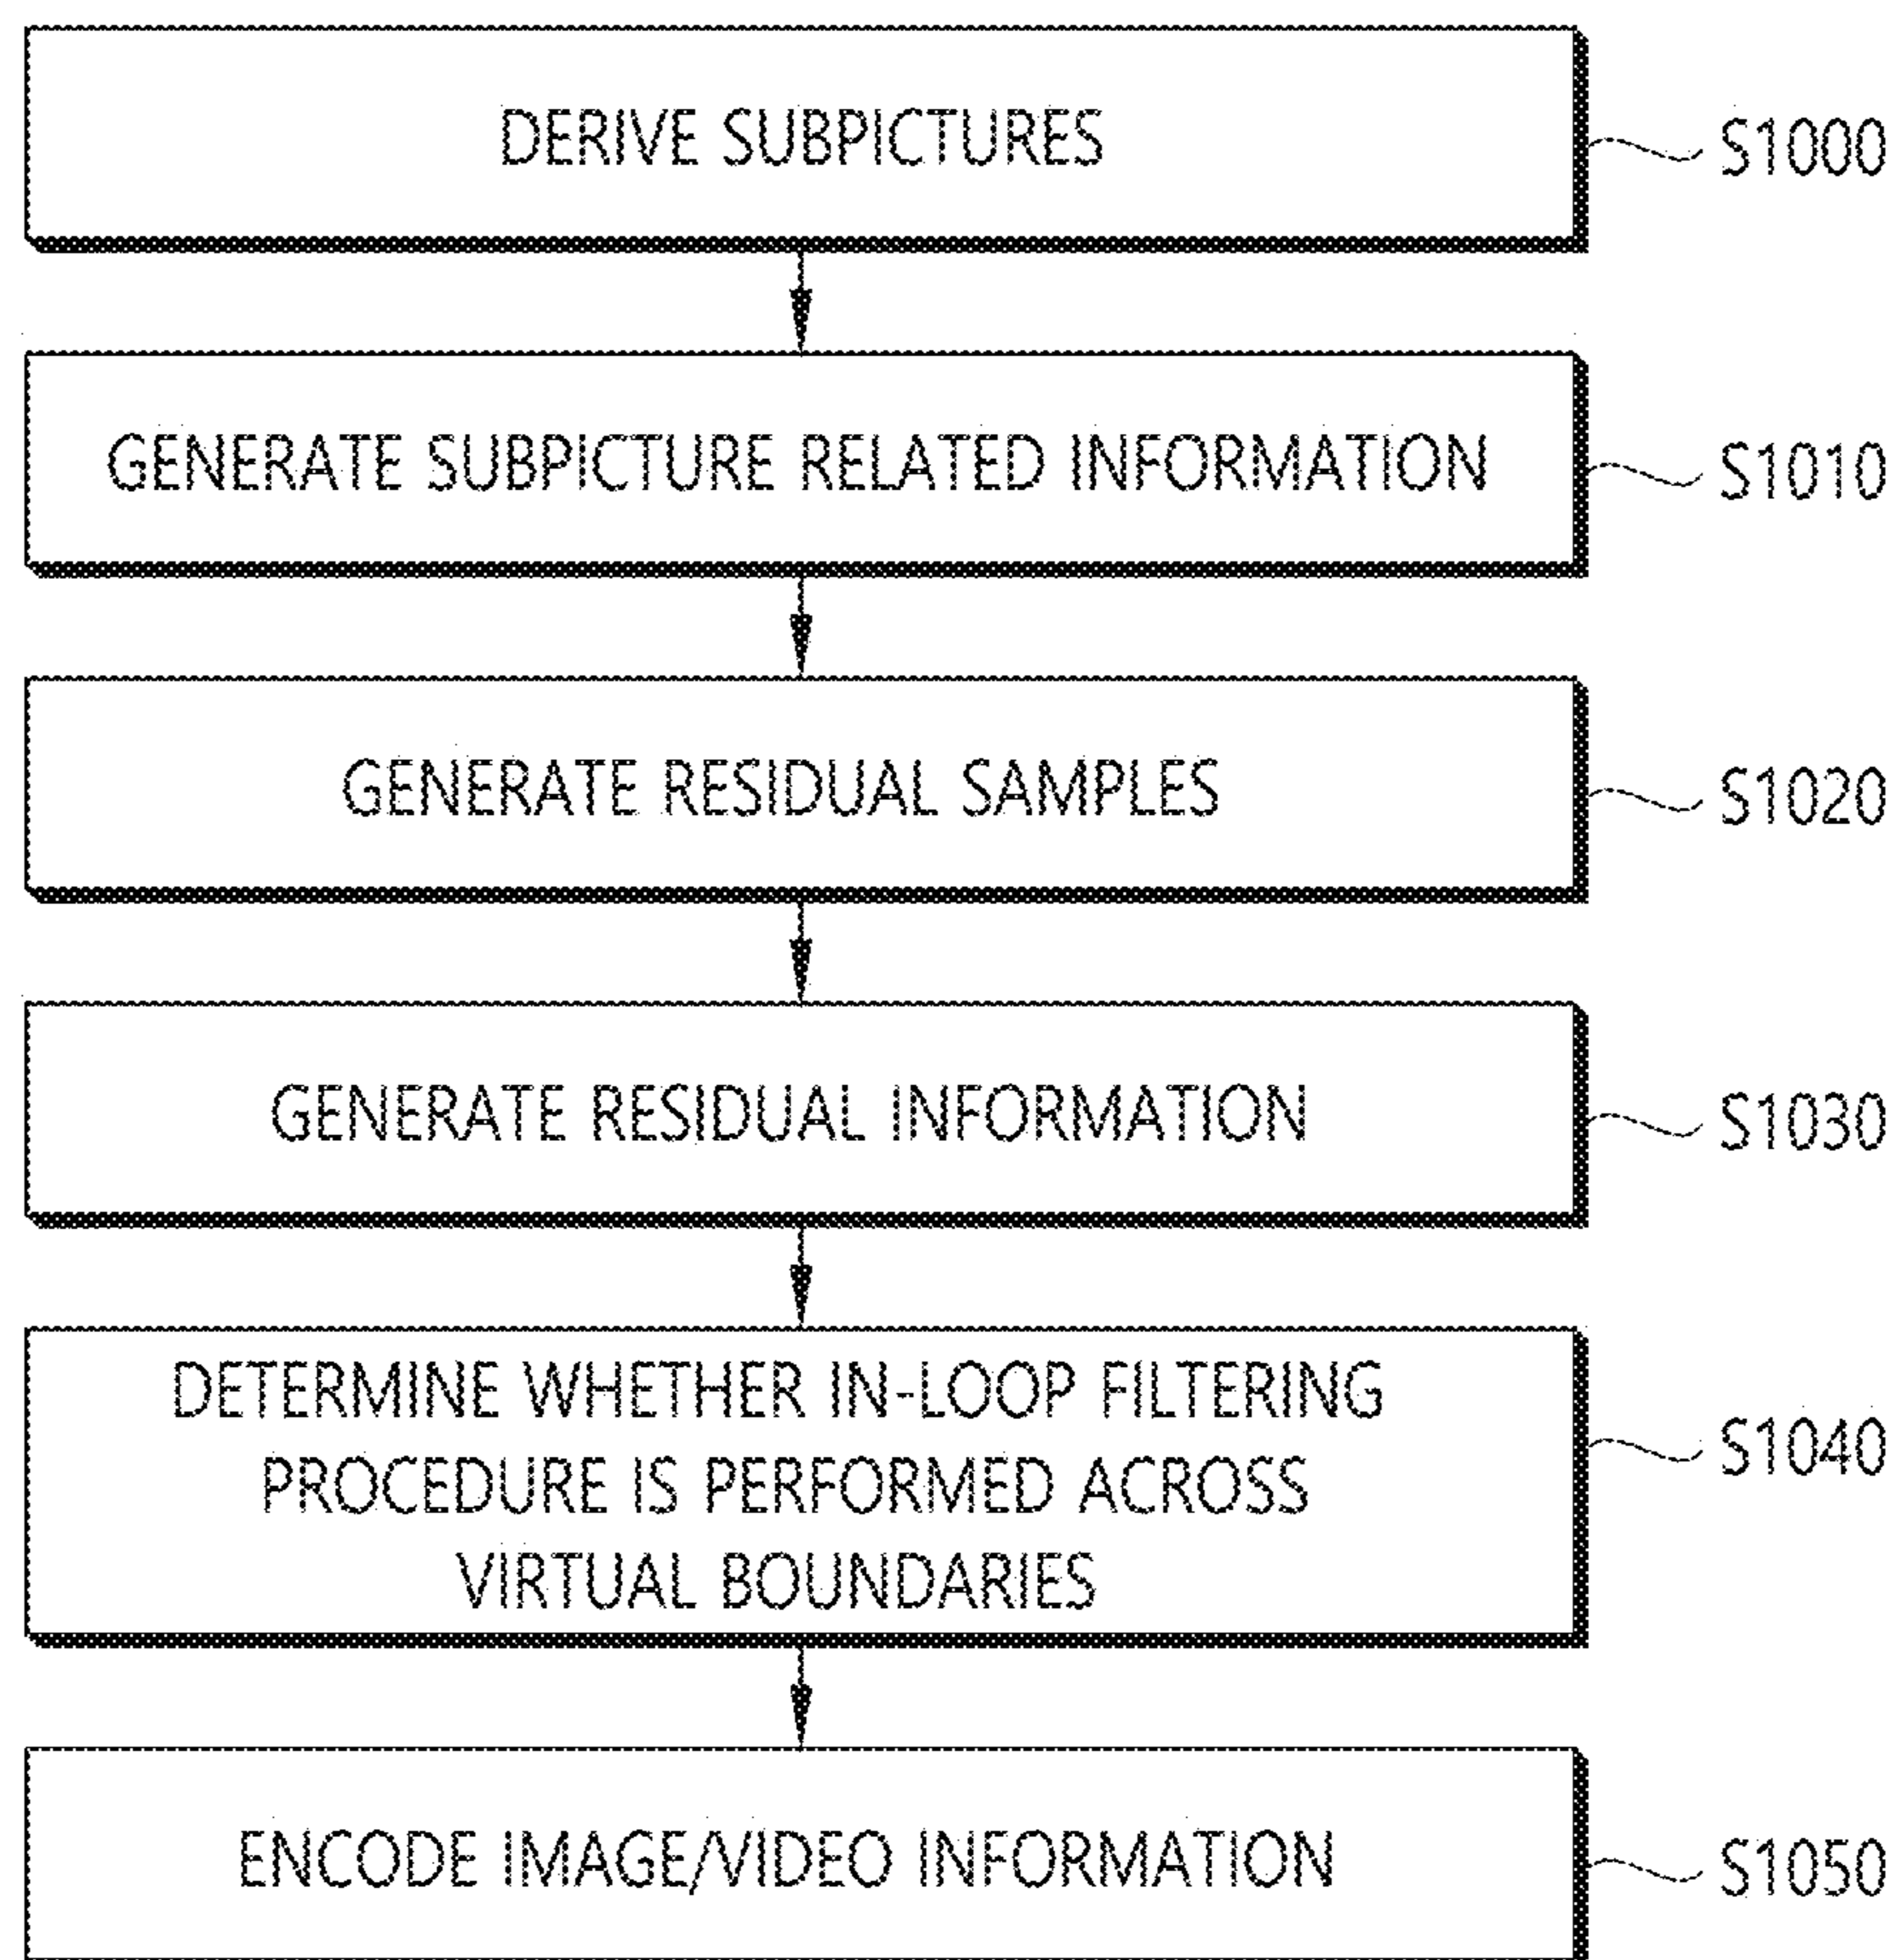 DERIVE SUBPICTURES
S1000
GENERATE SUBPICTURE RELATED INFORMATION
S1010
GENERATE RESIDUAL SAMPLES
S1020
GENERATE RESIDUAL INFORMATION
S1030
DETERMINE WHETHER IN-LOOP FILTERING
PROCEDURE IS PERFORMED ACROSS
VIRTUAL BOUNDARIES
S1040
ENCODE IMAGE/VIDEO INFORMATION
S1050